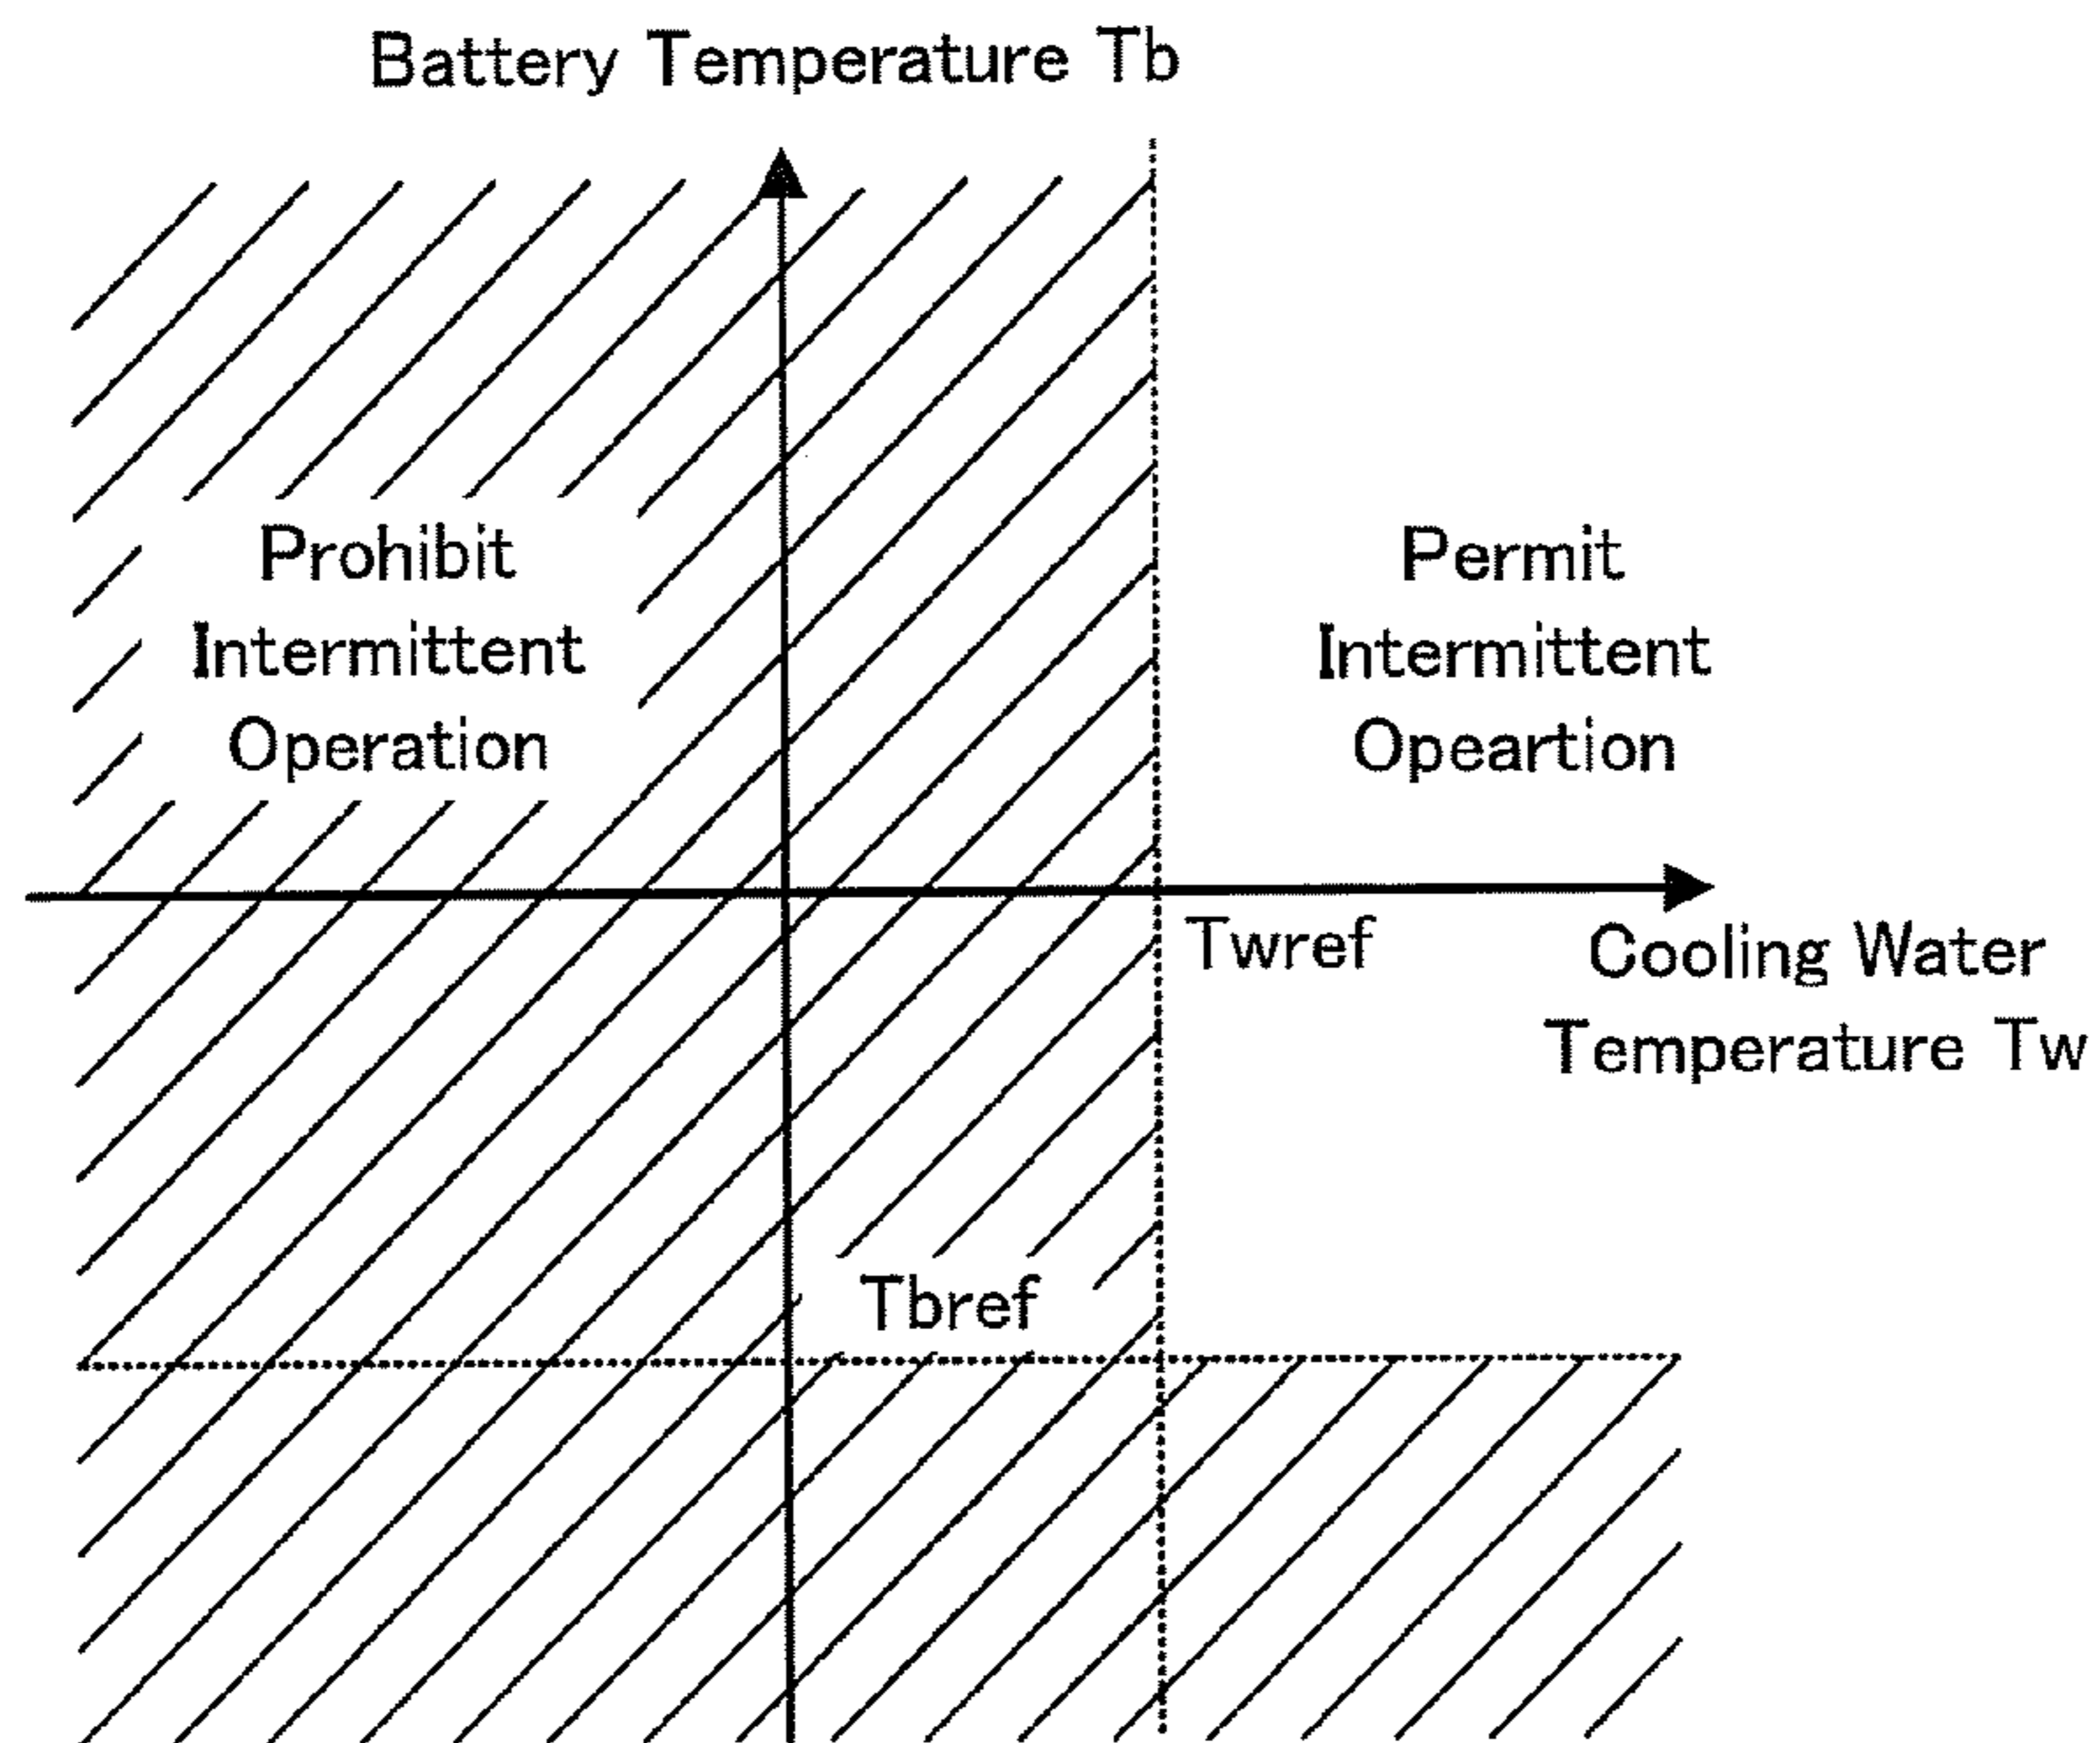 Battery Temperature Tb
Prohibit
Intermittent
Operation
Permit
Intermittent
Opeartion
Twref
Cooling Water
Temperature Tw
Tbref